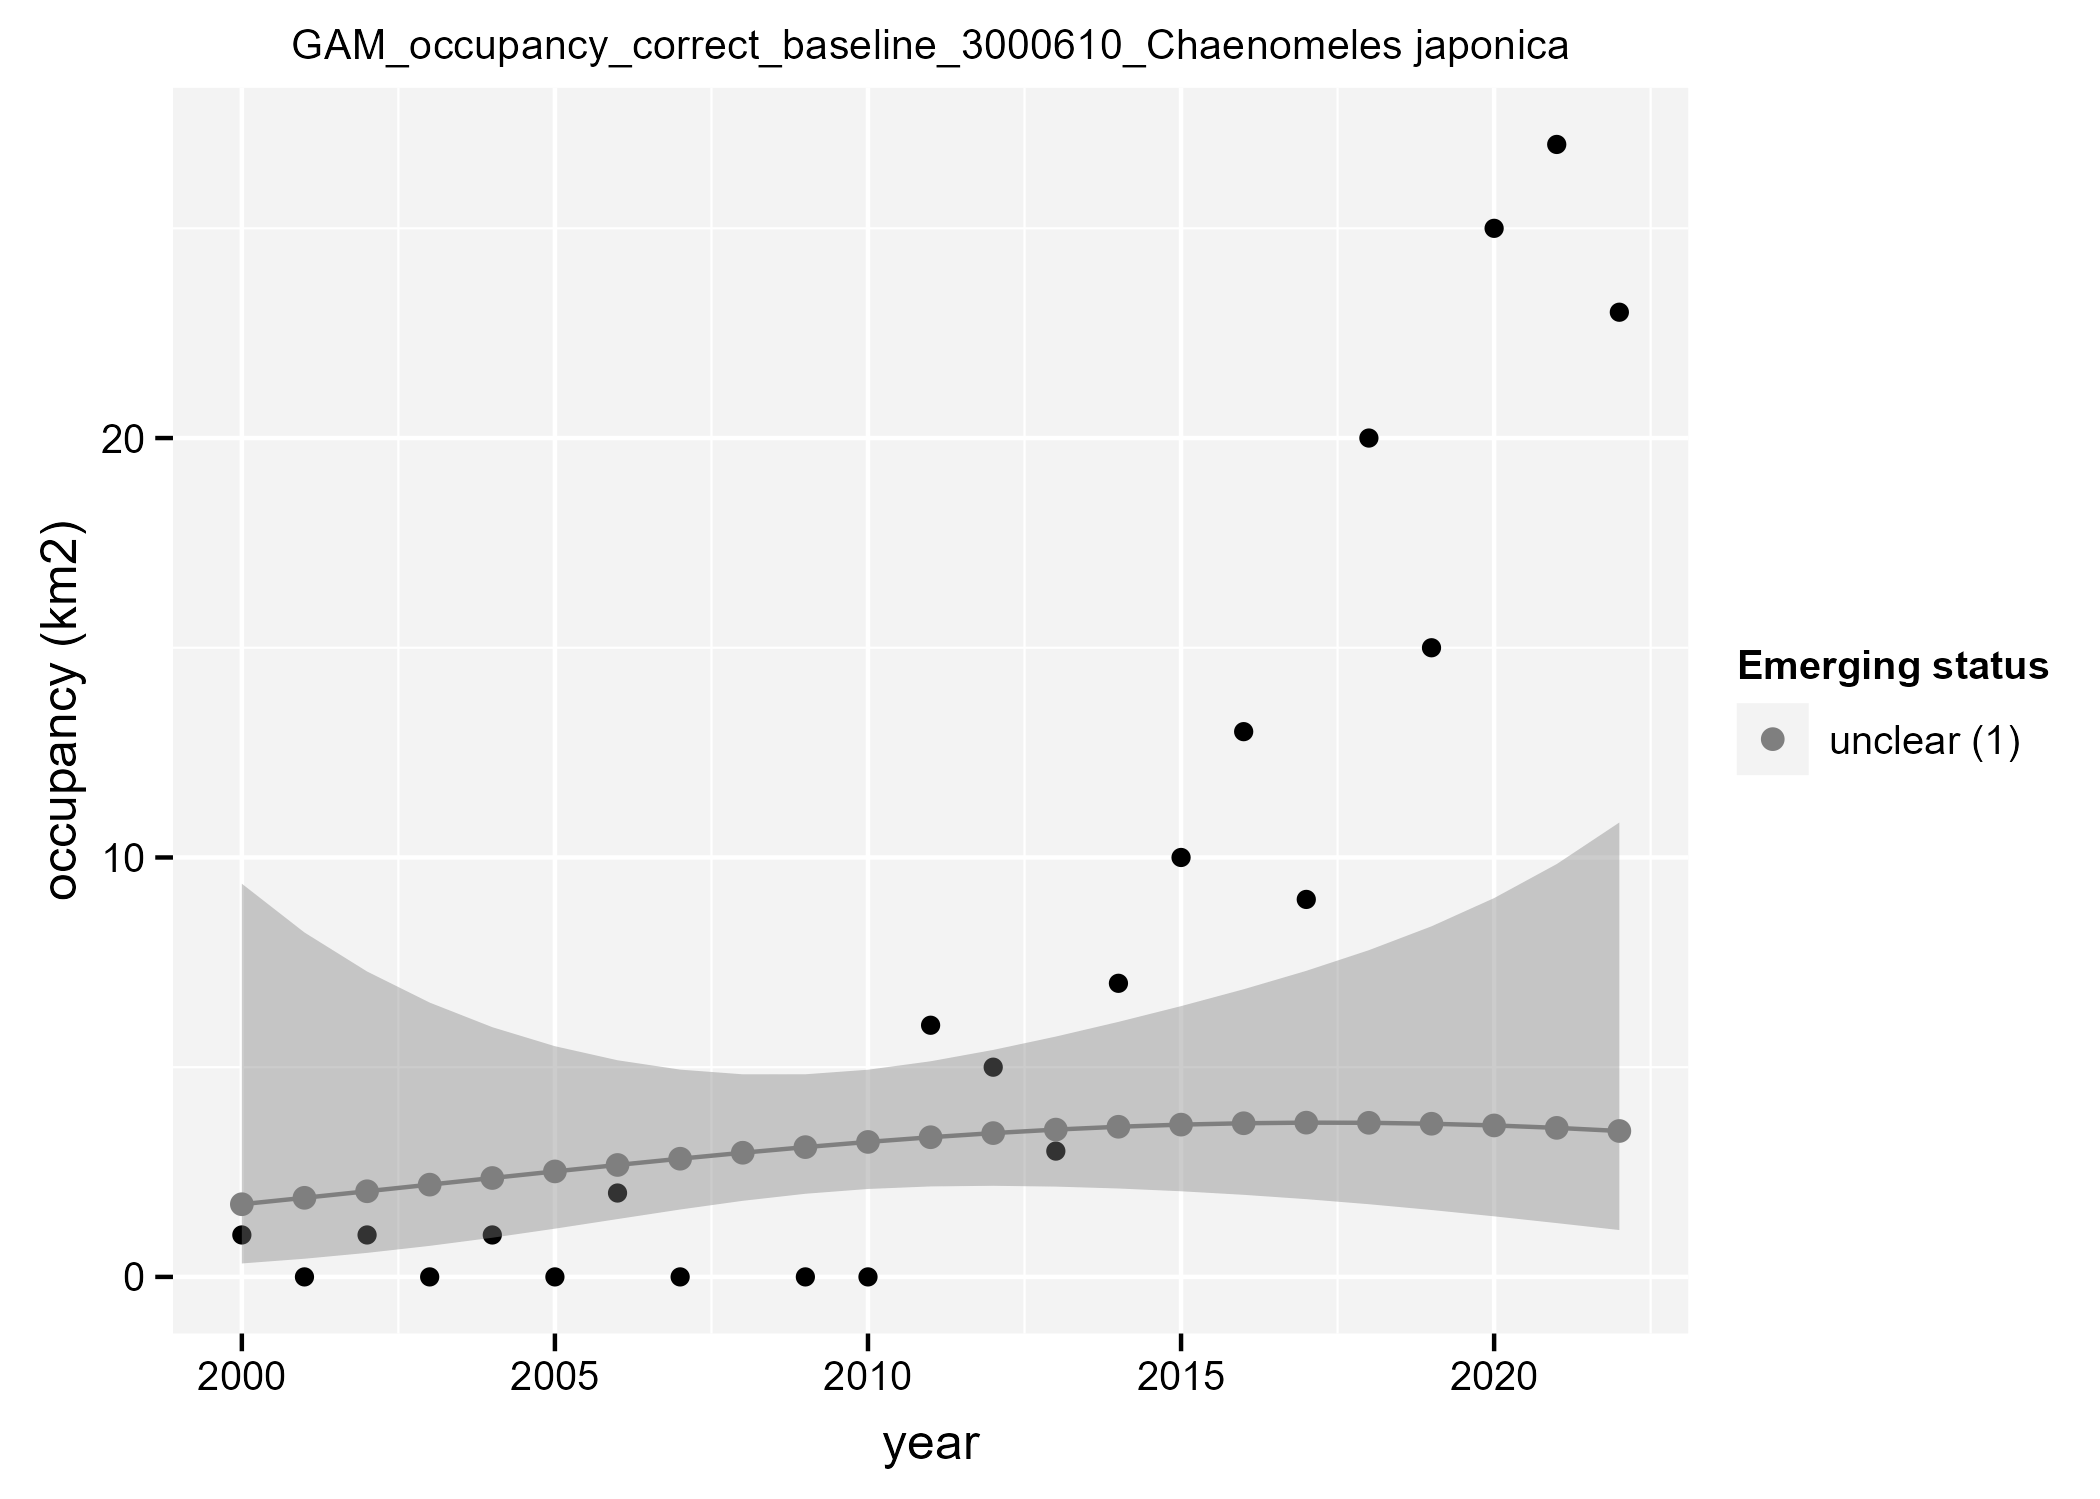 GAM_occupancy_correct_baseline_3000610_Chaenomeles japonica
occupancy (km2)
20
10
0
2000 2005 2010 2015 2020
year
Emerging status
unclear (1)